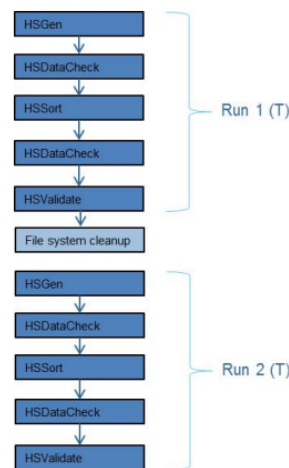 HSGen
HSDataCheck
HSSort
HSDataCheck
HSValidate
Run 1 (T)
File system cleanup
HSGen
HSDataCheck
HSSort
HSDataCheck
HSValidate
Run 2 (T)